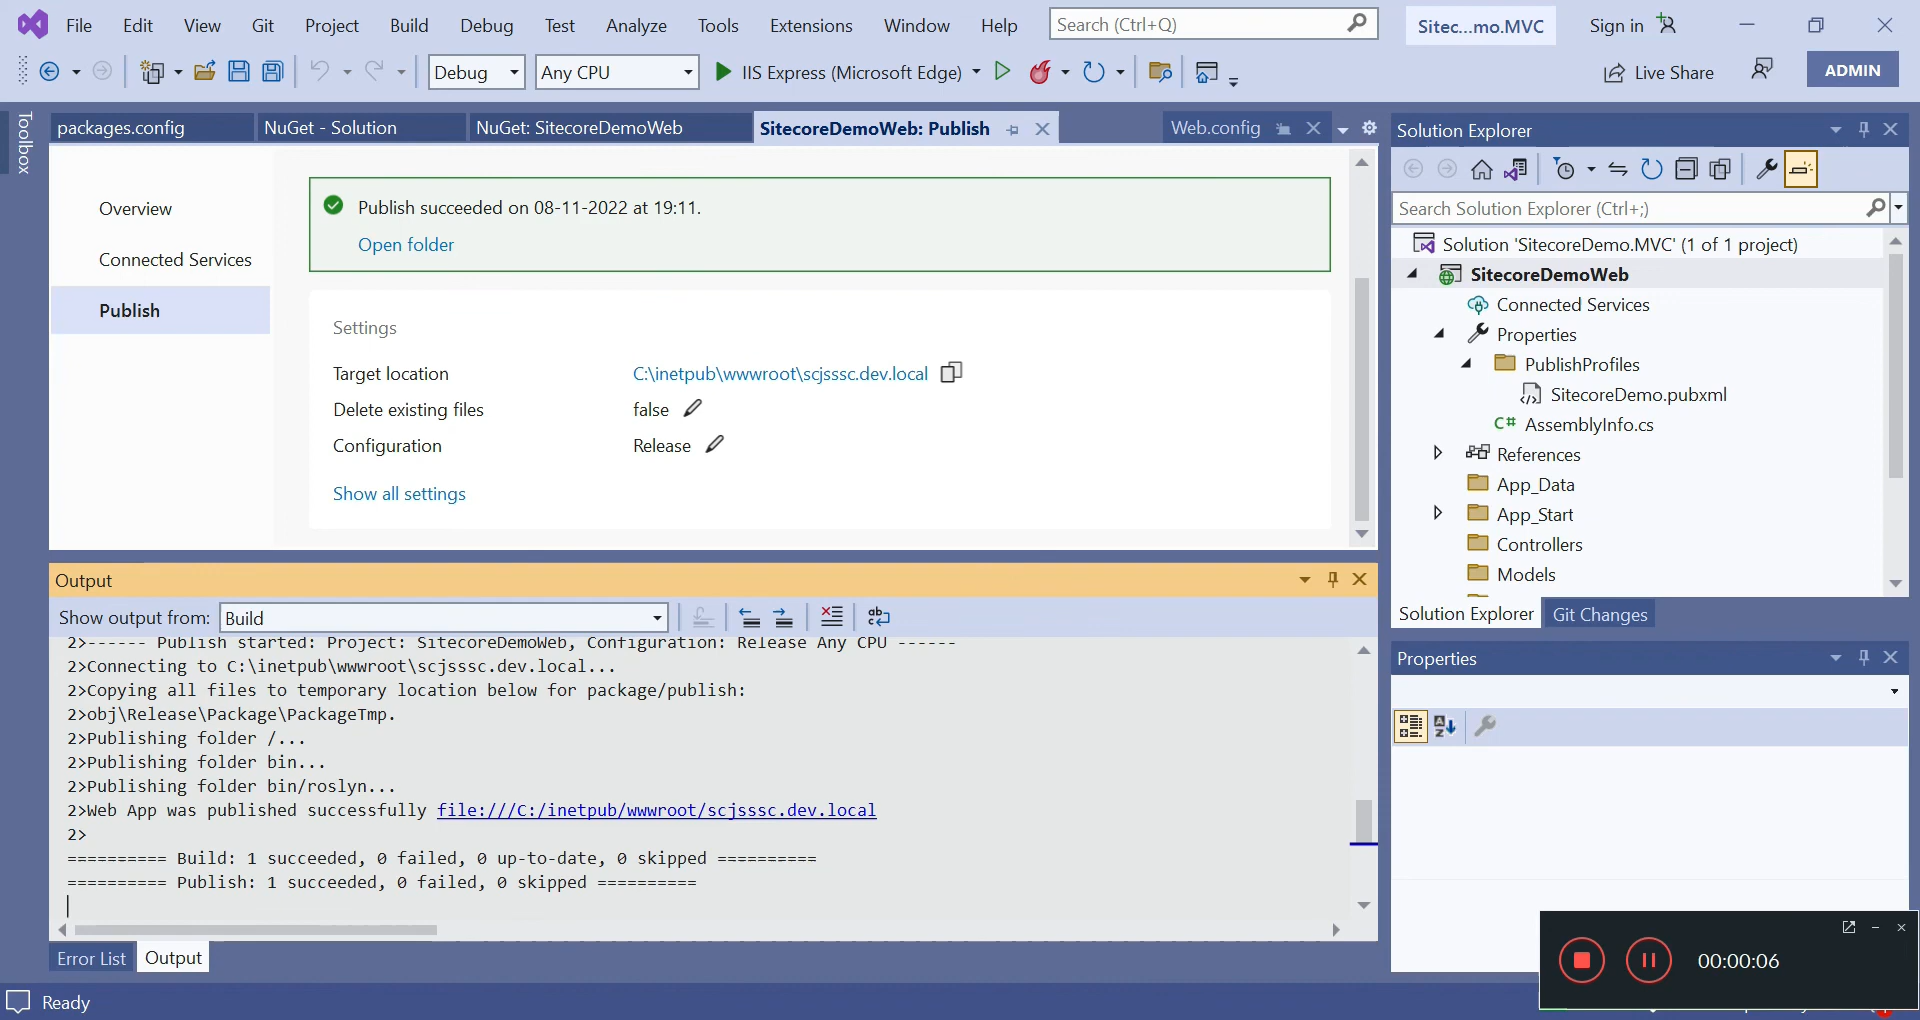 File Edit View Git Project Build Debug Test Analyze Tools Extensions Window Help Search (Ctrl+Q) Sitec...mo.MVC Sign in
Debug Any CPU IIS Express (Microsoft Edge) Live Share ADMIN
Toolbox
packages.config NuGet - Solution NuGet: SitecoreDemoWeb SitecoreDemoWeb: Publish Web.config
Overview
Connected Services
Publish
Publish succeeded on 08-11-2022 at 19:11.
Open folder
Settings
Target location C:\inetpub\wwwroot\scjsssc.dev.local
Delete existing files false
Configuration Release
Show all settings
Output
Show output from: Build
2>------ Publish started: Project: SitecoreDemoWeb, Configuration: Release Any CPU ------
2>Connecting to C:\inetpub\wwwroot\scjsssc.dev.local...
2>Copying all files to temporary location below for package/publish:
2>obj\Release\Package\PackageTmp.
2>Publishing folder /...
2>Publishing folder bin...
2>Publishing folder bin/roslyn...
2>Web App was published successfully file:///C:/inetpub/wwwroot/scjsssc.dev.local
2>
========== Build: 1 succeeded, 0 failed, 0 up-to-date, 0 skipped ==========
========== Publish: 1 succeeded, 0 failed, 0 skipped ==========
Error List Output
Ready
Solution Explorer
Search Solution Explorer (Ctrl+;)
Solution 'SitecoreDemo.MVC' (1 of 1 project)
SitecoreDemoWeb
Connected Services
Properties
PublishProfiles
SitecoreDemo.pubxml
C# AssemblyInfo.cs
References
App_Data
App_Start
Controllers
Models
Solution Explorer Git Changes
Properties
00:00:06